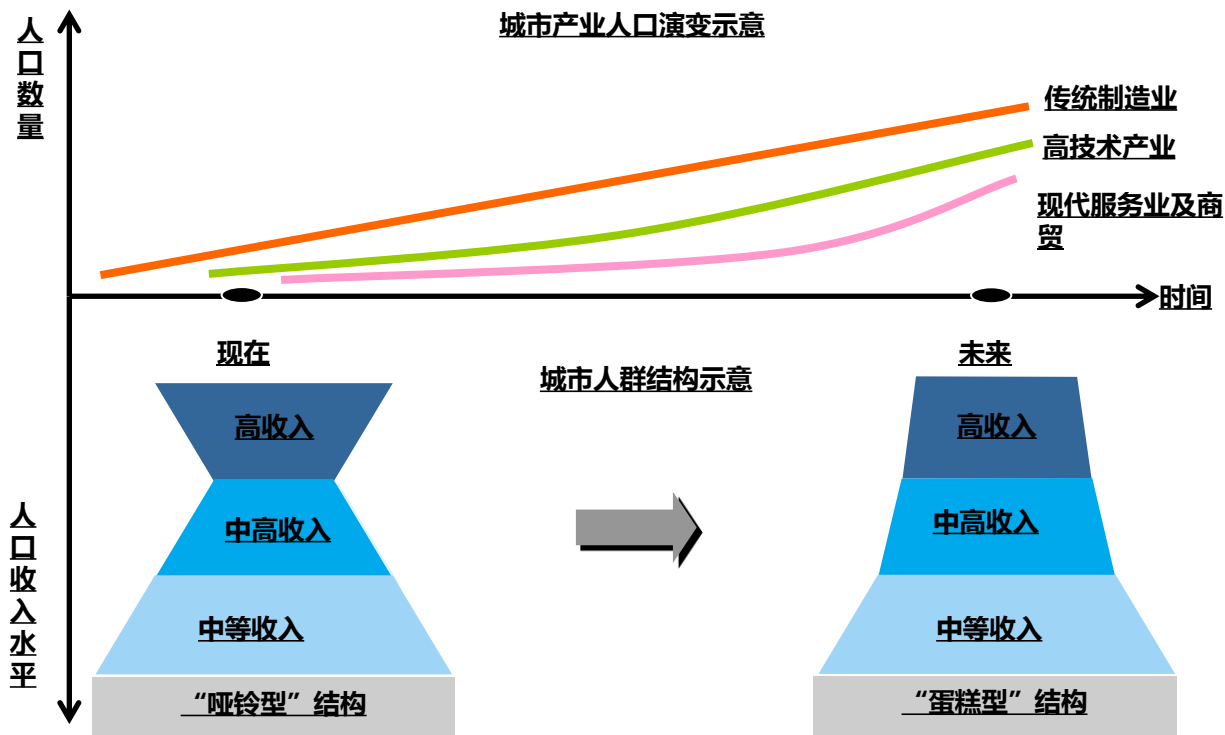 城市产业人口演变示意
人口数量
传统制造业
高技术产业
现代服务业及商
贸
时间
现在
未来
城市人群结构示意
人口收入水平
高收入
中高收入
中等收入
“哑铃型”结构
高收入
中高收入
中等收入
“蛋糕型”结构